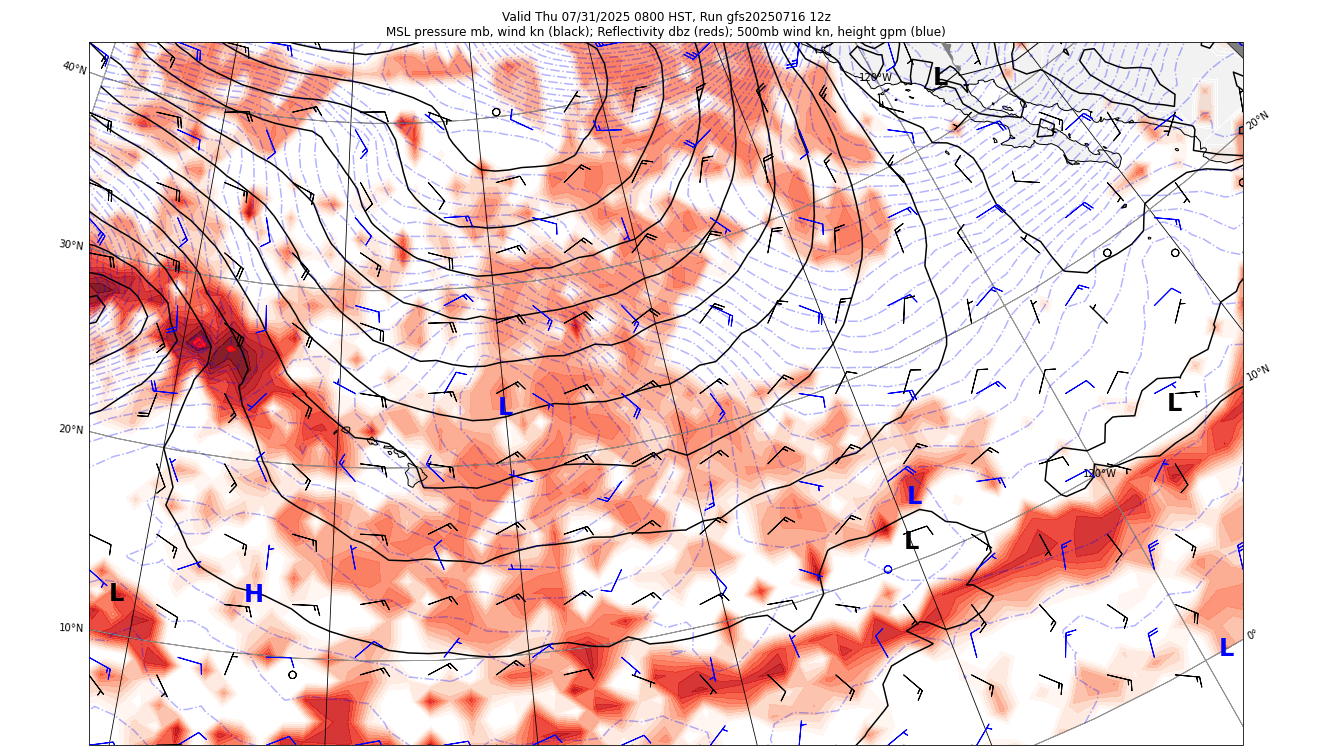 Valid Thu 07/31/2025 0800 HST, Run gfs20250716 12z
MSL pressure mb, wind kn (black); Reflectivity dbz (reds); 500mb wind kn, height gpm (blue)
40°N
120°W
L
20°N
30°N
10°N
L
L
20°N
120°W
L
L
L
H
10°N
0°
L